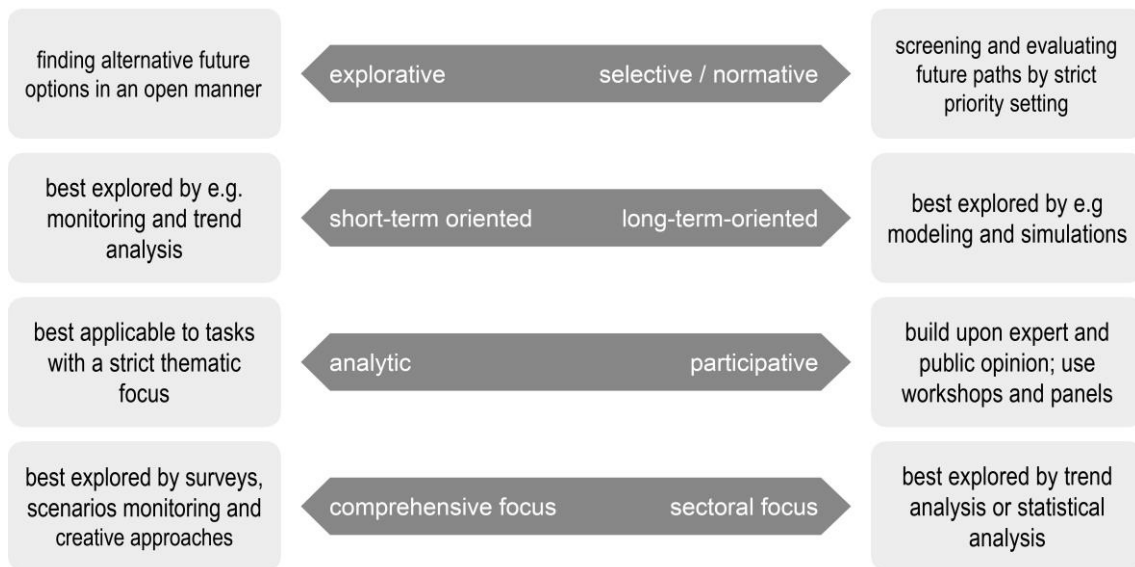 finding alternative future
options in an open manner
explorative
selective / normative
screening and evaluating
future paths by strict
priority setting
best explored by e.g.
monitoring and trend
analysis
short-term oriented
long-term-oriented
best explored by e.g
modeling and simulations
best applicable to tasks
with a strict thematic
focus
analytic
participative
build upon expert and
public opinion; use
workshops and panels
best explored by surveys,
scenarios monitoring and
creative approaches
comprehensive focus
sectoral focus
best explored by trend
analysis or statistical
analysis